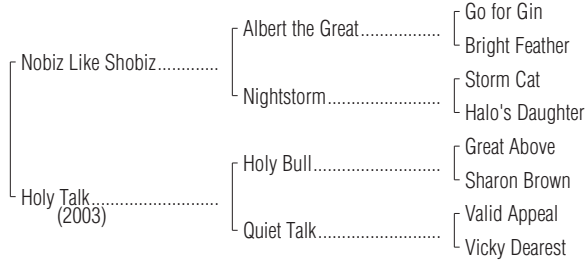 Go for Gin
Albert the Great..................
Bright Feather
Nobiz Like Shobiz.............
Storm Cat
Nightstorm.........................
Halo's Daughter
Great Above
Holy Bull............................
Sharon Brown
Holy Talk............................
(2003)
Valid Appeal
Quiet Talk...........................
Vicky Dearest